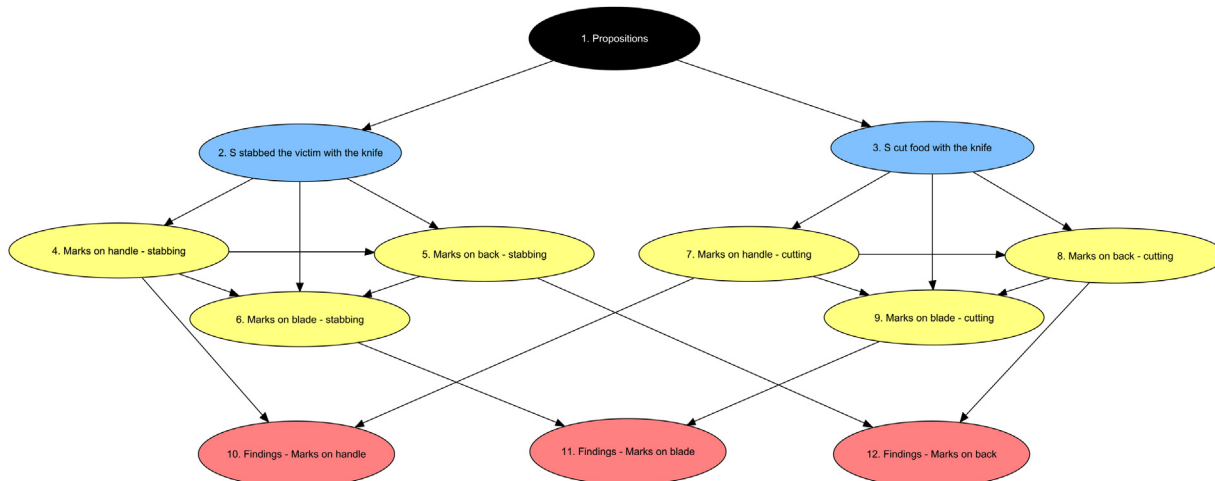 1. Propositions
2. S stabbed the victim with the knife
3. S cut food with the knife
4. Marks on handle - stabbing
5. Marks on back - stabbing
7. Marks on handle - cutting
8. Marks on back - cutting
6. Marks on blade - stabbing
9. Marks on blade - cutting
10. Findings - Marks on handle
11. Findings - Marks on blade
12. Findings - Marks on back